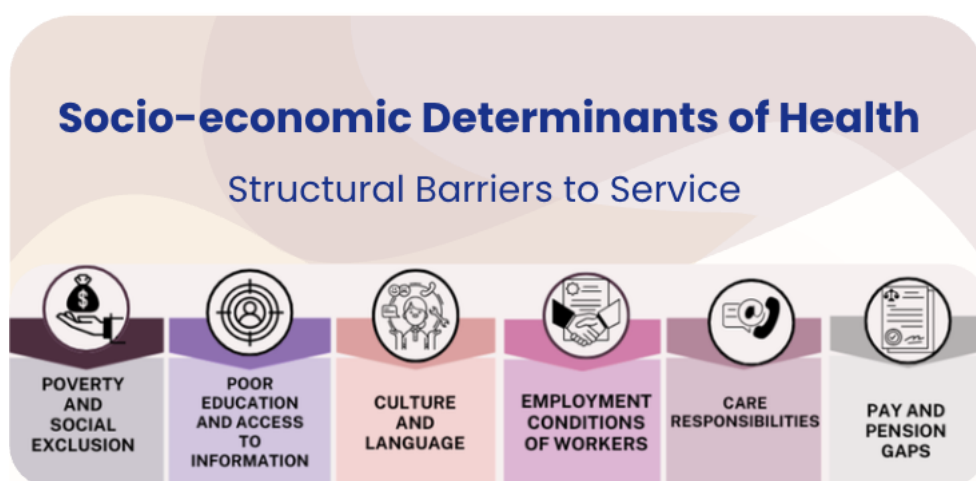 Socio-economic Determinants of Health
Structural Barriers to Service
$
POVERTY
AND
SOCIAL
EXCLUSION
POOR
EDUCATION
AND ACCESS
TO
INFORMATION
CULTURE
AND
LANGUAGE
EMPLOYMENT
CONDITIONS
OF WORKERS
CARE
RESPONSIBILITIES
PAY AND
PENSION
GAPS